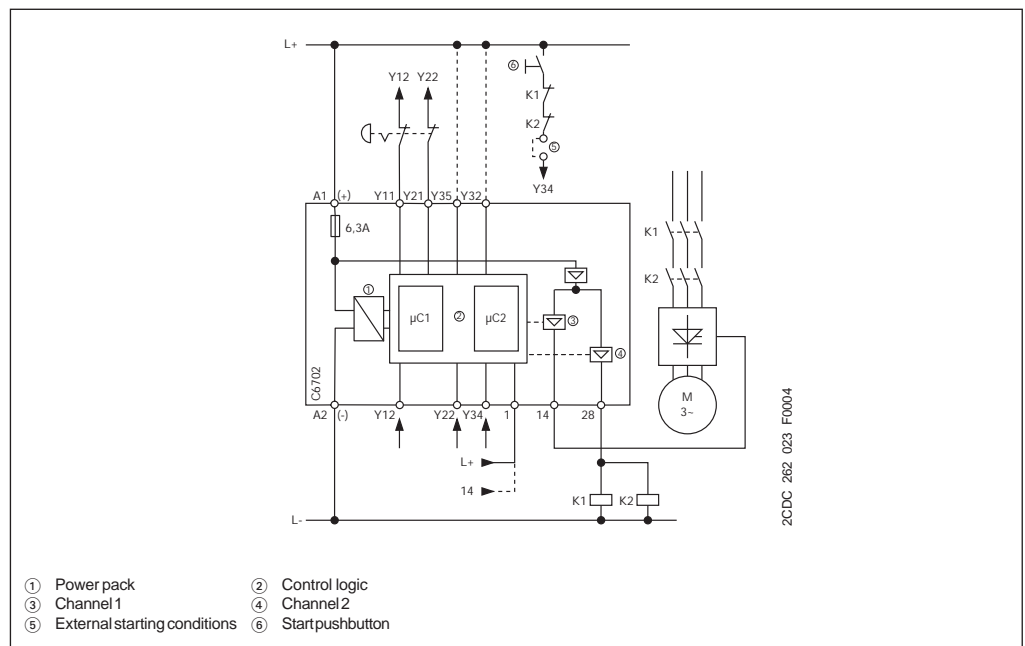 L+
⑥
Y12 Y22
K1
K2
⑤
Y34
A1 (+) Y11 Y21 Y35 Y32
6,3A
K1
K2
①
µC1 ② µC2 ③
④
C6702
M
3~
A2 (-) Y12 Y22 Y34 1 14 28
L+
14
K1 K2
L-
2CDC 262 023 F0004
① Power pack ② Control logic
③ Channel 1 ④ Channel 2
⑤ External starting conditions ⑥ Start pushbutton